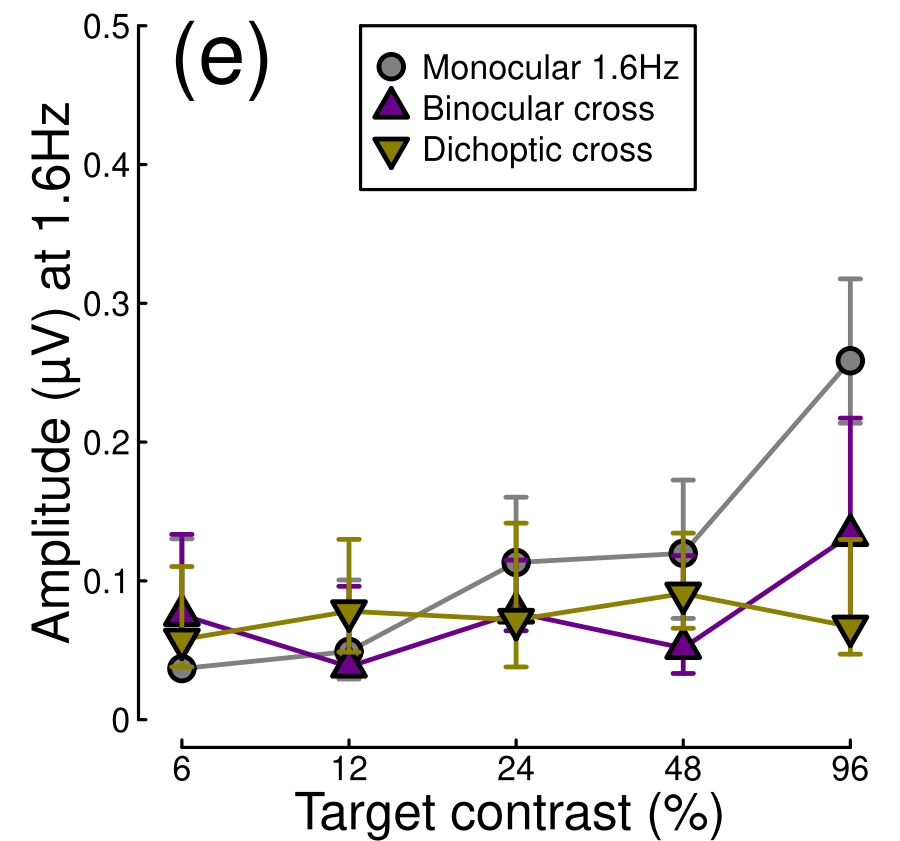 (e)
Monocular 1.6Hz
Binocular cross
Dichoptic cross
Amplitude (µV) at 1.6Hz
0.5
0.4
0.3
0.2
0.1
0
6 12 24 48 96
Target contrast (%)